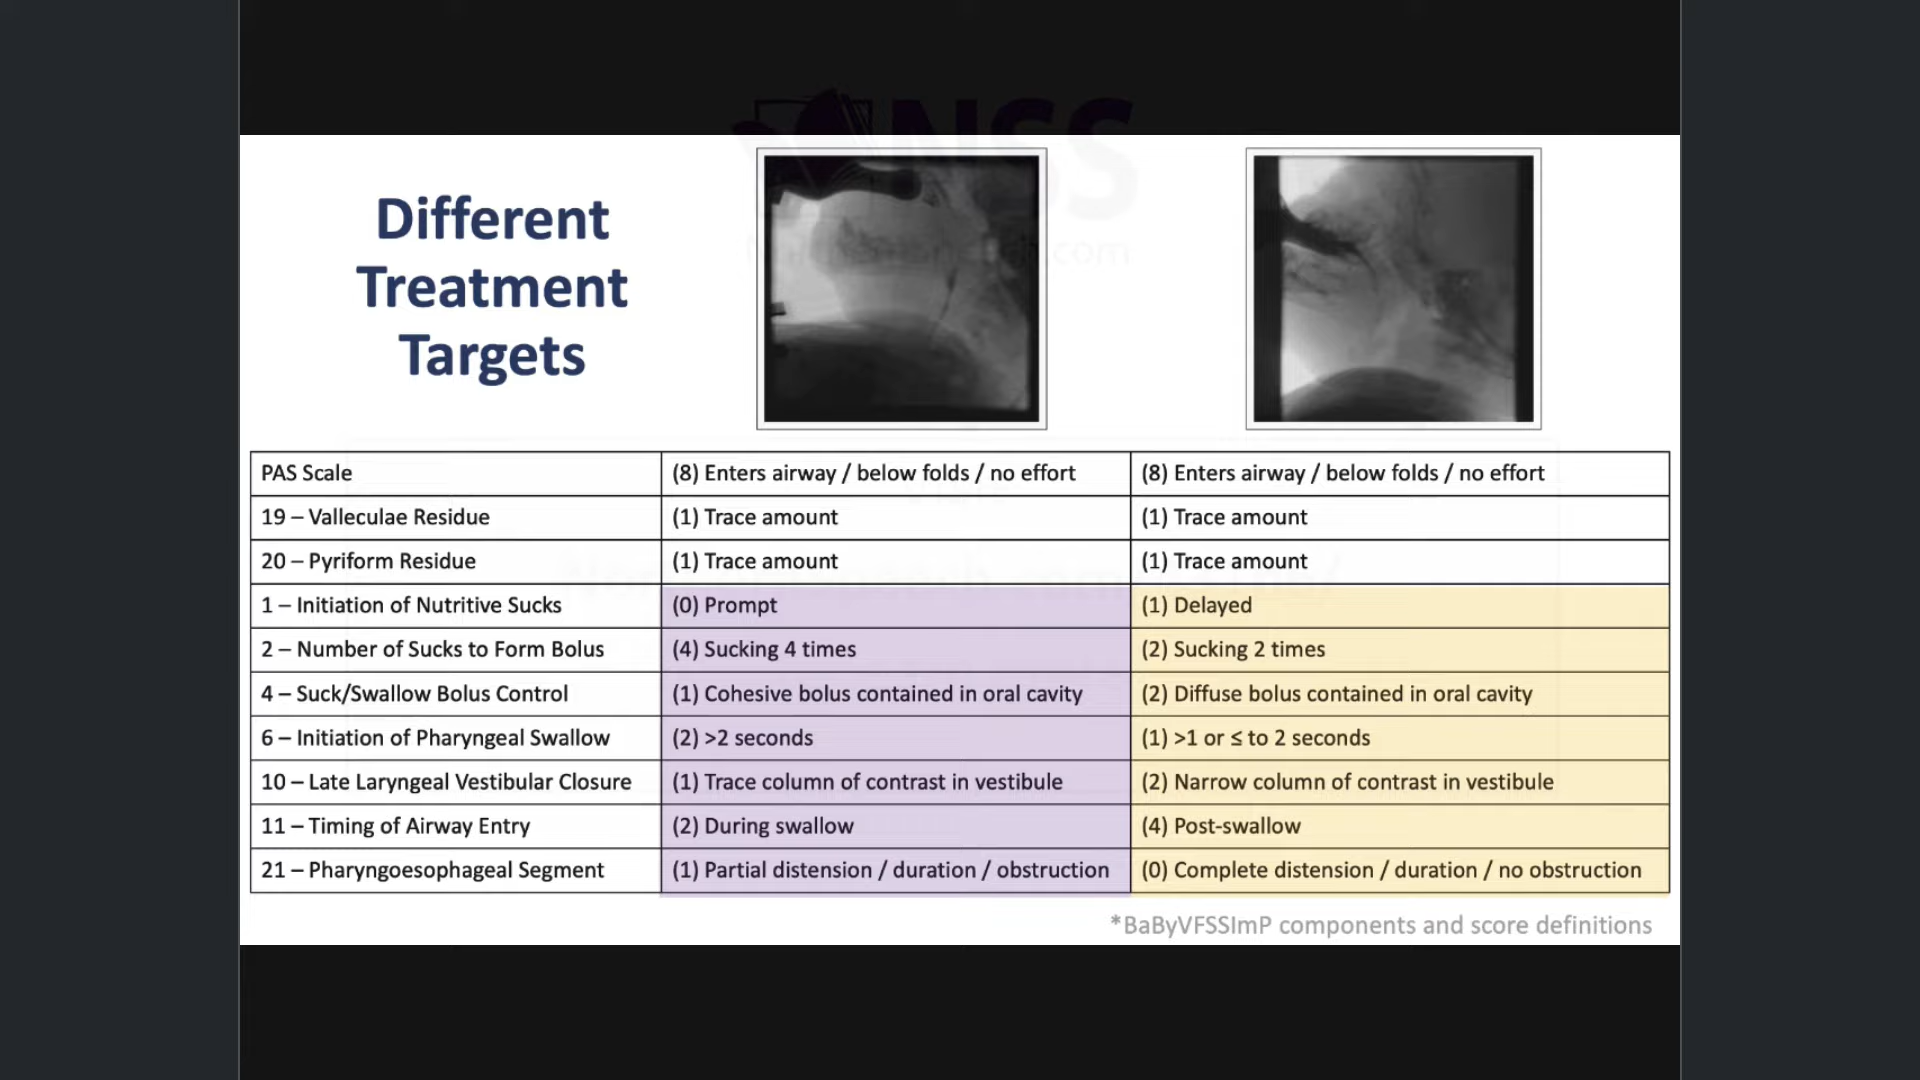 NSS
.com
Different
Treatment
Targets
PAS Scale (8) Enters airway / below folds / no effort (8) Enters airway / below folds / no effort
19 – Valleculae Residue (1) Trace amount (1) Trace amount
20 – Pyriform Residue (1) Trace amount (1) Trace amount
1 – Initiation of Nutritive Sucks (0) Prompt (1) Delayed
2 – Number of Sucks to Form Bolus (4) Sucking 4 times (2) Sucking 2 times
4 – Suck/Swallow Bolus Control (1) Cohesive bolus contained in oral cavity (2) Diffuse bolus contained in oral cavity
6 – Initiation of Pharyngeal Swallow (2) >2 seconds (1) >1 or ≤ to 2 seconds
10 – Late Laryngeal Vestibular Closure (1) Trace column of contrast in vestibule (2) Narrow column of contrast in vestibule
11 – Timing of Airway Entry (2) During swallow (4) Post-swallow
21 – Pharyngoesophageal Segment (1) Partial distension / duration / obstruction (0) Complete distension / duration / no obstruction
*BaByVFSSImP components and score definitions